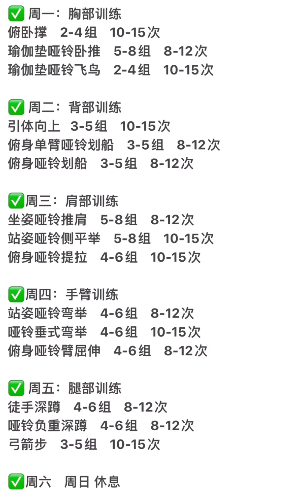 ✅ 周一：胸部训练
俯卧撑 2-4组 10-15次
瑜伽垫哑铃卧推 5-8组 8-12次
瑜伽垫哑铃飞鸟 2-4组 10-15次
✅ 周二：背部训练
引体向上 3-5组 10-15次
俯身单臂哑铃划船 3-5组 8-12次
俯身哑铃划船 3-5组 8-12次
✅周三：肩部训练
坐姿哑铃推肩 5-8组 8-12次
站姿哑铃侧平举 5-8组 10-15次
俯身哑铃提拉 4-6组 10-15次
✅周四：手臂训练
站姿哑铃弯举 4-6组 8-12次
哑铃垂式弯举 4-6组 10-15次
俯身哑铃臂屈伸 4-6组 8-12次
✅ 周五：腿部训练
徒手深蹲 4-6组 8-12次
哑铃负重深蹲 4-6组 8-12次
弓箭步 3-5组 10-15次
✅周六 周日 休息